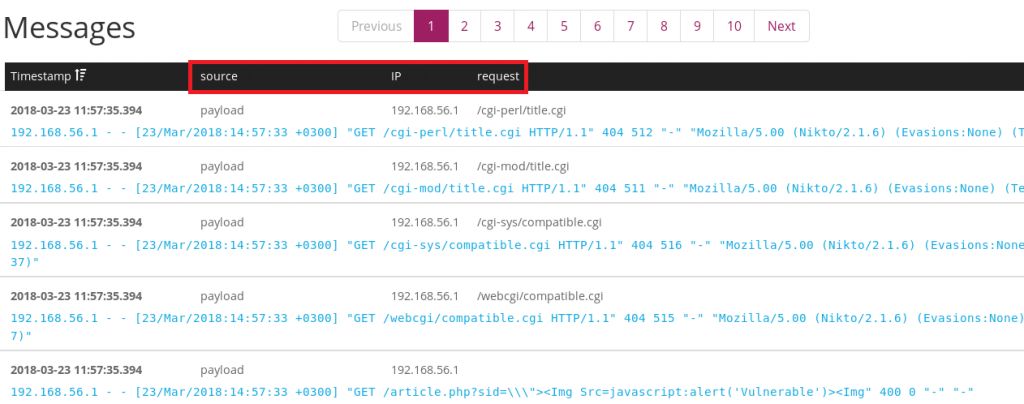 Messages
Previous 1 2 3 4 5 6 7 8 9 10 Next
Timestamp source IP request
2018-03-23 11:57:35.394 payload 192.168.56.1 /cgi-perl/title.cgi
192.168.56.1 - - [23/Mar/2018:14:57:33 +0300] "GET /cgi-perl/title.cgi HTTP/1.1" 404 512 "-" "Mozilla/5.00 (Nikto/2.1.6) (Evasions:None) (T
2018-03-23 11:57:35.394 payload 192.168.56.1 /cgi-mod/title.cgi
192.168.56.1 - - [23/Mar/2018:14:57:33 +0300] "GET /cgi-mod/title.cgi HTTP/1.1" 404 511 "-" "Mozilla/5.00 (Nikto/2.1.6) (Evasions:None) (Te
2018-03-23 11:57:35.394 payload 192.168.56.1 /cgi-sys/compatible.cgi
192.168.56.1 - - [23/Mar/2018:14:57:33 +0300] "GET /cgi-sys/compatible.cgi HTTP/1.1" 404 516 "-" "Mozilla/5.00 (Nikto/2.1.6) (Evasions:None
37)"
2018-03-23 11:57:35.394 payload 192.168.56.1 /webcgi/compatible.cgi
192.168.56.1 - - [23/Mar/2018:14:57:33 +0300] "GET /webcgi/compatible.cgi HTTP/1.1" 404 515 "-" "Mozilla/5.00 (Nikto/2.1.6) (Evasions:None)
7)"
2018-03-23 11:57:35.394 payload 192.168.56.1
192.168.56.1 - - [23/Mar/2018:14:57:33 +0300] "GET /article.php?sid=\\\"><Img Src=javascript:alert('Vulnerable')><Img" 400 0 "-" "-"